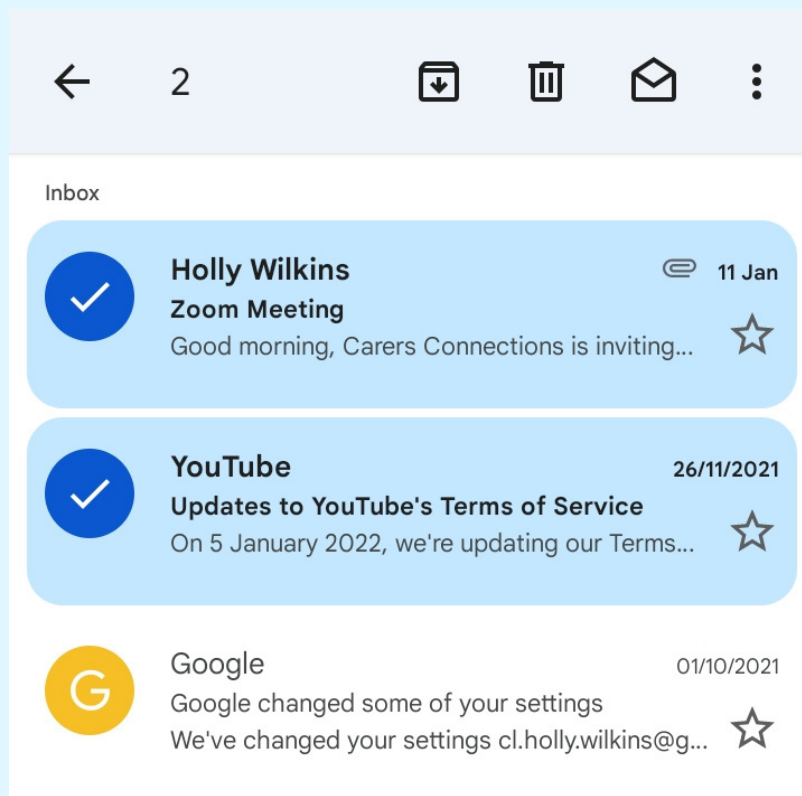 2
Inbox
Holly Wilkins 11 Jan
Zoom Meeting
Good morning, Carers Connections is inviting...
YouTube 26/11/2021
Updates to YouTube's Terms of Service
On 5 January 2022, we're updating our Terms...
G
Google 01/10/2021
Google changed some of your settings
We've changed your settings cl.holly.wilkins@g...